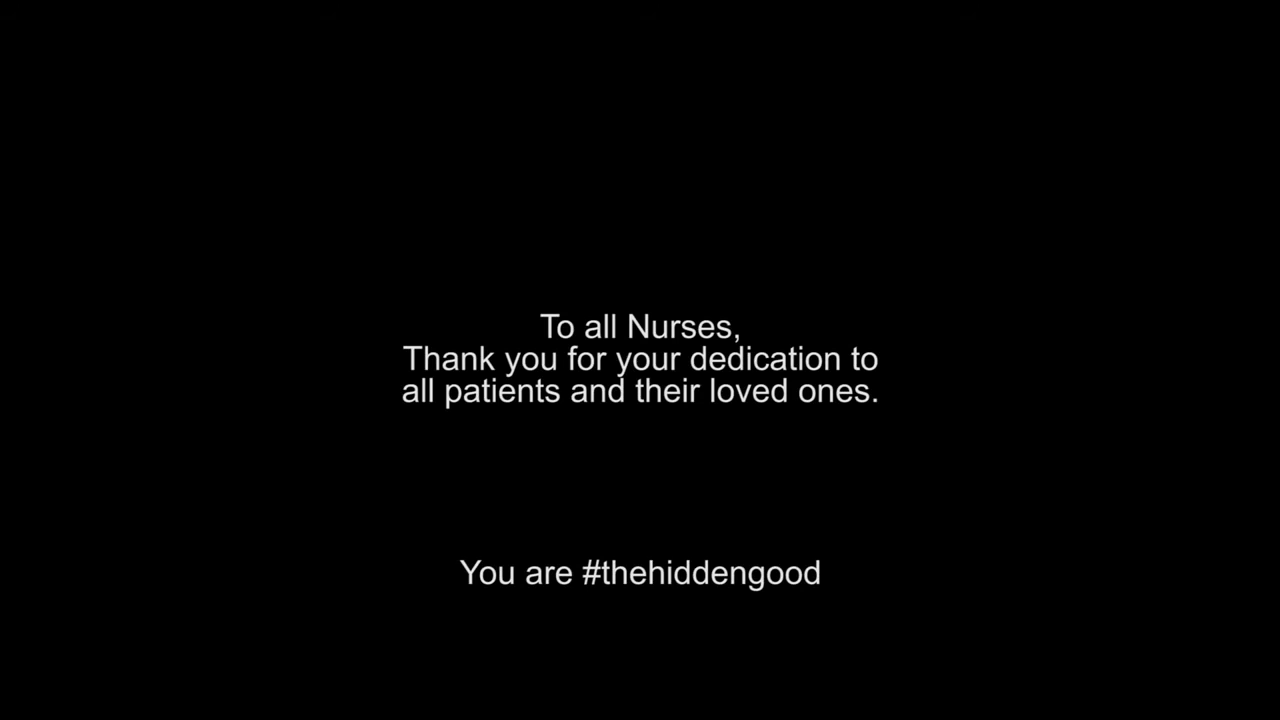 To all Nurses,
Thank you for your dedication to
all patients and their loved ones.
You are #thehiddengood